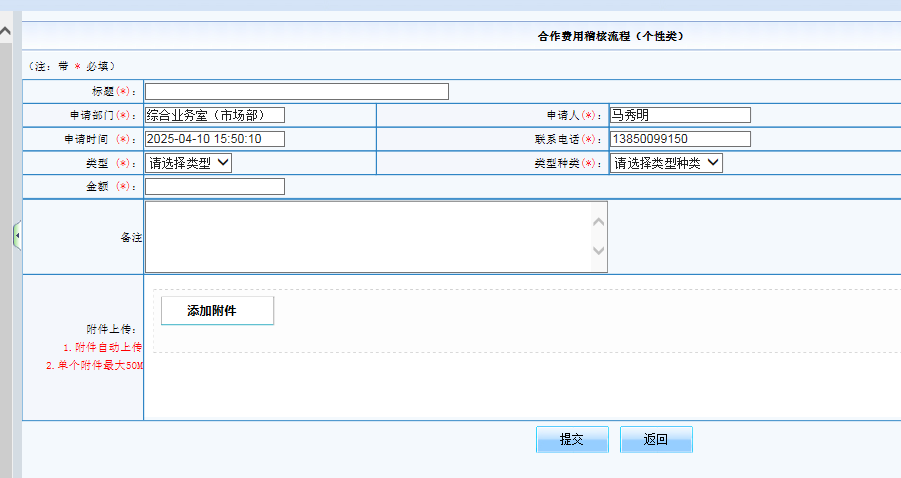 合作费用稽核流程（个性类）
（注：带 * 必填）
标题(*):
申请部门(*): 综合业务室（市场部） 申请人(*): 马秀明
申请时间 (*): 2025-04-10 15:50:10 联系电话(*): 13850099150
类型 (*): 请选择类型 类型种类(*): 请选择类型种类
金额 (*):
备注
添加附件
附件上传:
1.附件自动上传
2.单个附件最大50M
提交 返回